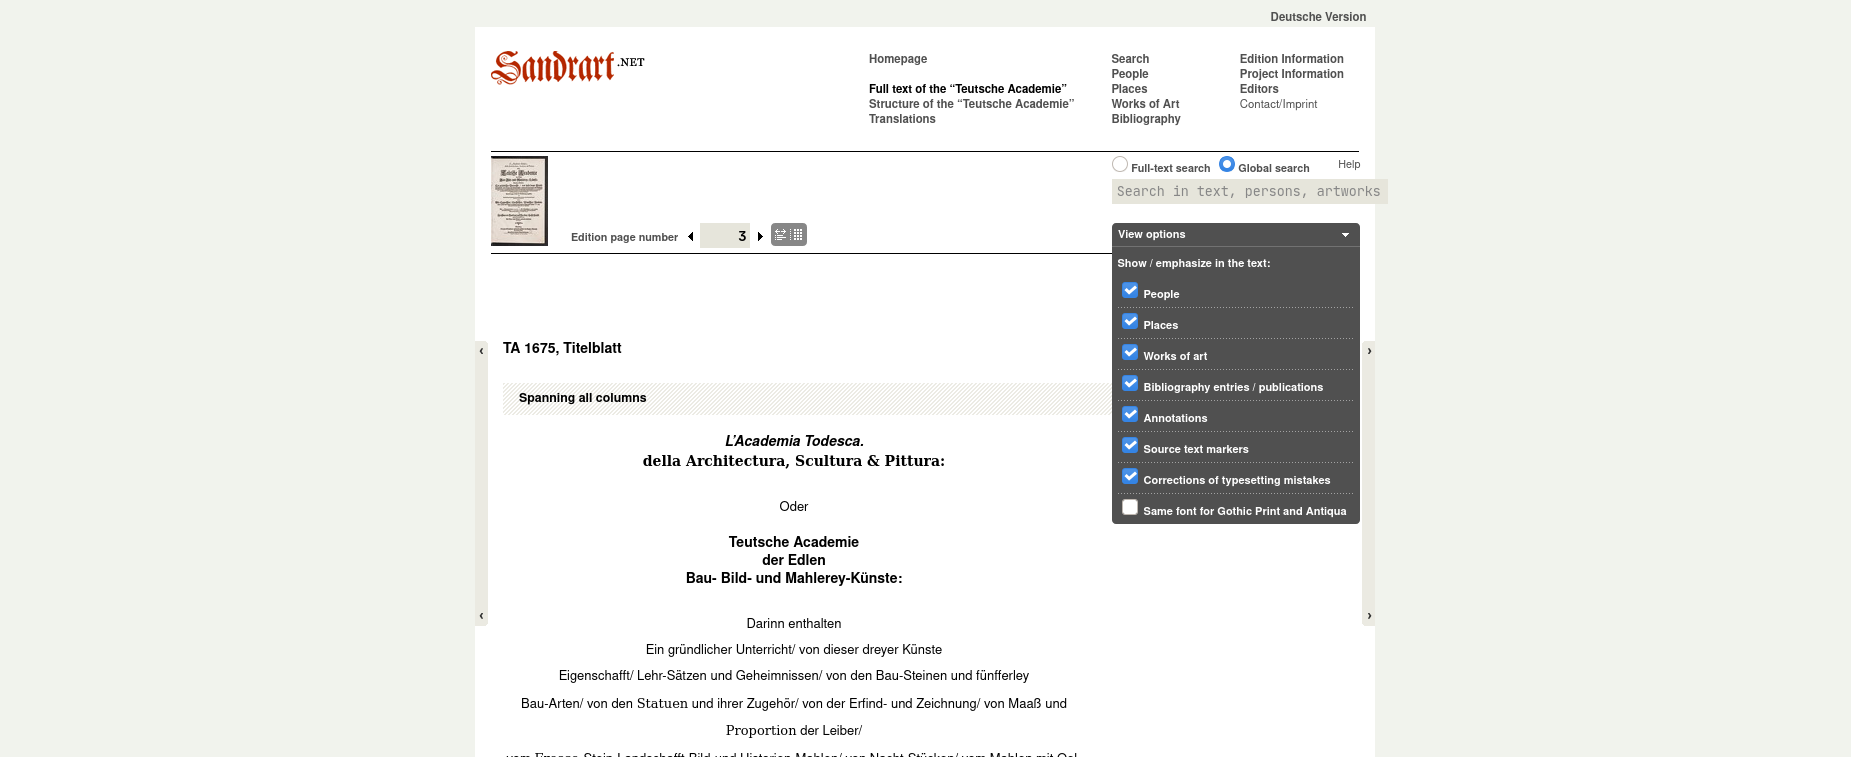 Deutsche Version
Sandrart.NET
Homepage
Full text of the “Teutsche Academie”
Structure of the “Teutsche Academie”
Translations
Search
People
Places
Works of Art
Bibliography
Edition Information
Project Information
Editors
Contact/Imprint
Full-text search Global search Help
Search in text, persons, artworks
Edition page number 3
View options
Show / emphasize in the text:
People
Places
Works of art
Bibliography entries / publications
Annotations
Source text markers
Corrections of typesetting mistakes
Same font for Gothic Print and Antiqua
TA 1675, Titelblatt
Spanning all columns
L’Academia Todesca.
della Architectura, Scultura & Pittura:
Oder
Teutsche Academie
der Edlen
Bau- Bild- und Mahlerey-Künste:
Darinn enthalten
Ein gründlicher Unterricht/ von dieser dreyer Künste
Eigenschafft/ Lehr-Sätzen und Geheimnissen/ von den Bau-Steinen und fünfferley
Bau-Arten/ von den Statuen und ihrer Zugehör/ von der Erfind- und Zeichnung/ von Maaß und
Proportion der Leiber/